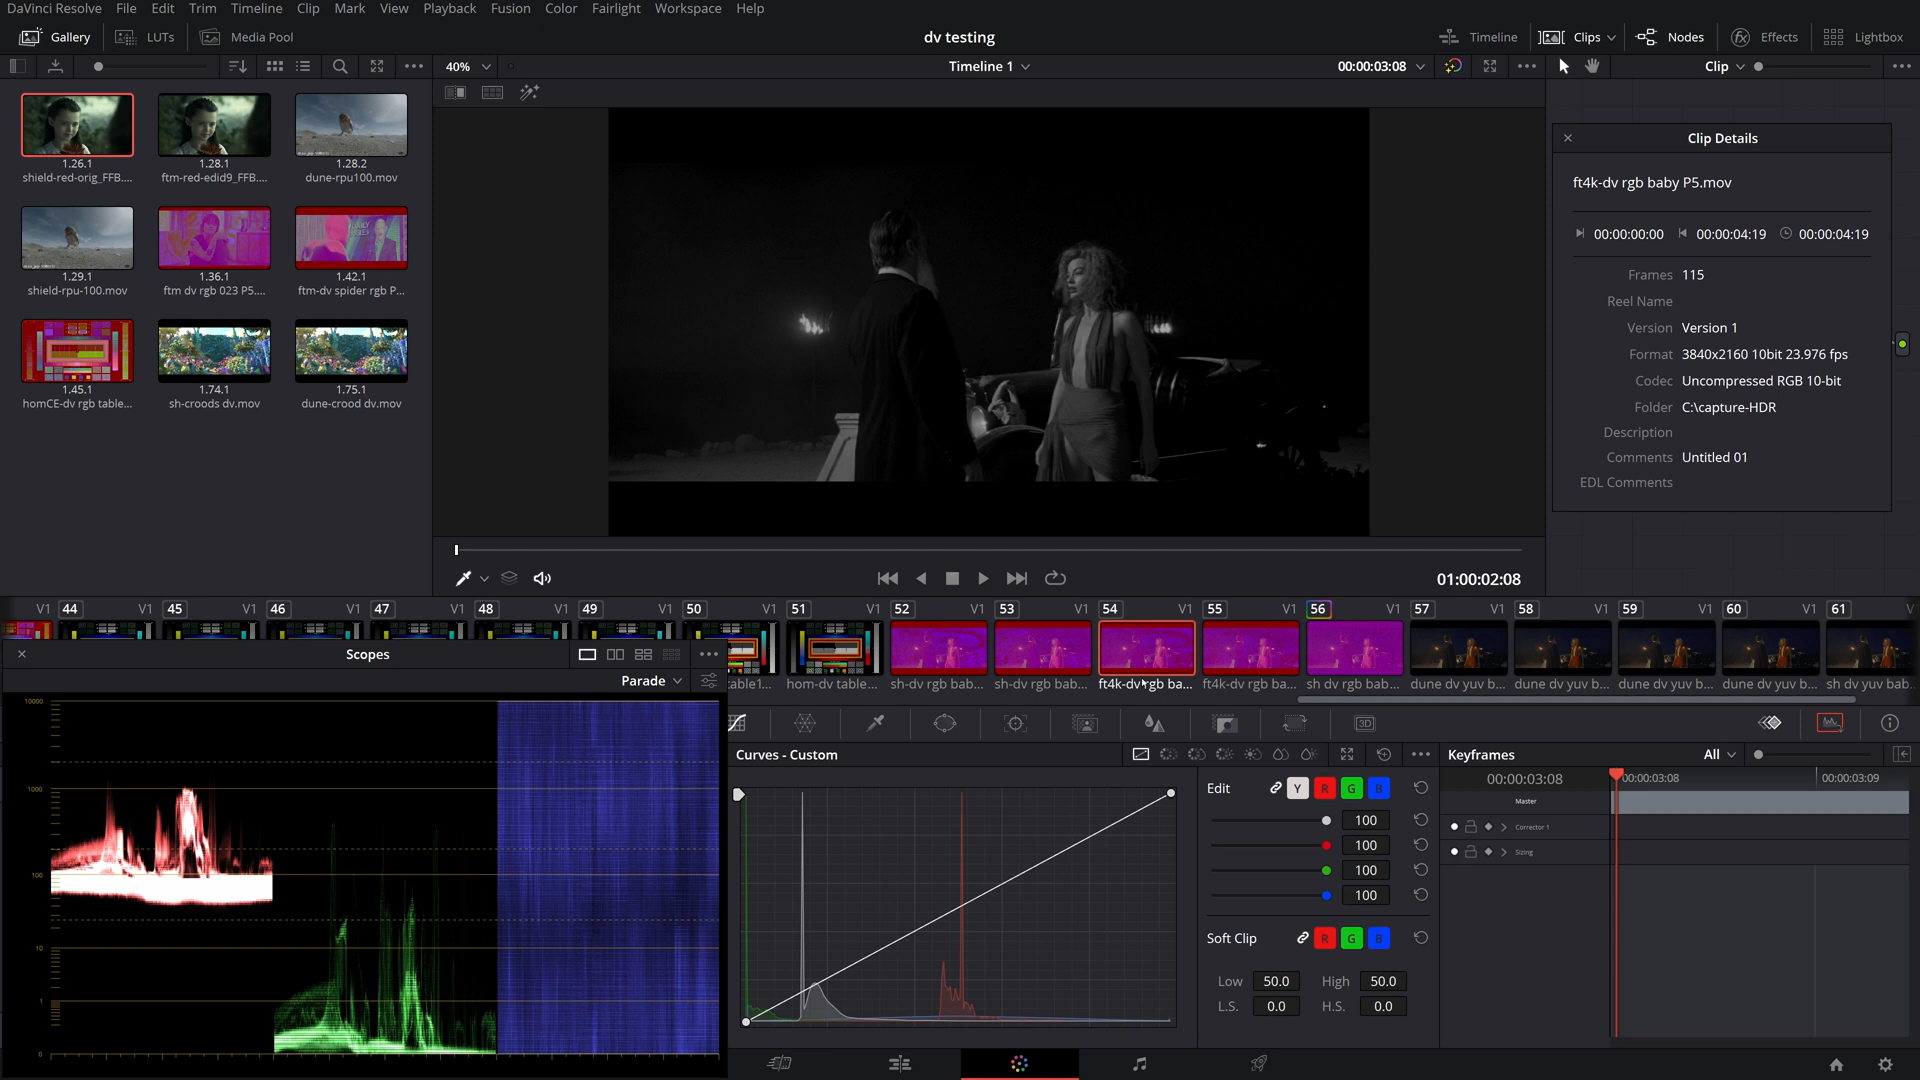 DaVinci Resolve File Edit Trim Timeline Clip Mark View Playback Fusion Color Fairlight Workspace Help
Gallery LUTs Media Pool dv testing Timeline Clips Nodes Effects Lightbox
40% Timeline 1 00:00:03:08 Clip
1.26.1 1.28.1 1.28.2
shield-red-orig_FFB.... ftm-red-edid9_FFB.... dune-rpu100.mov
1.29.1 1.36.1 1.42.1
shield-rpu-100.mov ftm dv rgb 023 P5.... ftm-dv spider rgb P...
1.45.1 1.74.1 1.75.1
homCE-dv rgb table... sh-croods dv.mov dune-crood dv.mov
Clip Details
ft4k-dv rgb baby P5.mov
00:00:00:00 00:00:04:19 00:00:04:19
Frames 115
Reel Name
Version Version 1
Format 3840x2160 10bit 23.976 fps
Codec Uncompressed RGB 10-bit
Folder C:\capture-HDR
Description
Comments Untitled 01
EDL Comments
01:00:02:08
V1 44 V1 45 V1 46 V1 47 V1 48 V1 49 V1 50 V1 51 V1 52 V1 53 V1 54 V1 55 V1 56 V1 57 V1 58 V1 59 V1 60 V1 61 V1
table1... hom-dv table... sh-dv rgb bab... sh-dv rgb bab... ft4k-dv rgb ba... ft4k-dv rgb ba... sh dv rgb bab... dune dv yuv b... dune dv yuv b... dune dv yuv b... dune dv yuv b... sh dv yuv bab...
Scopes
Parade
10000
1000
100
10
1
0
Curves - Custom
Edit Y R G B
100
100
100
100
Soft Clip R G B
Low 50.0 High 50.0
L.S. 0.0 H.S. 0.0
3D
Keyframes All
00:00:03:08 00:00:03:08 00:00:03:09
Master
Corrector 1
Sizing